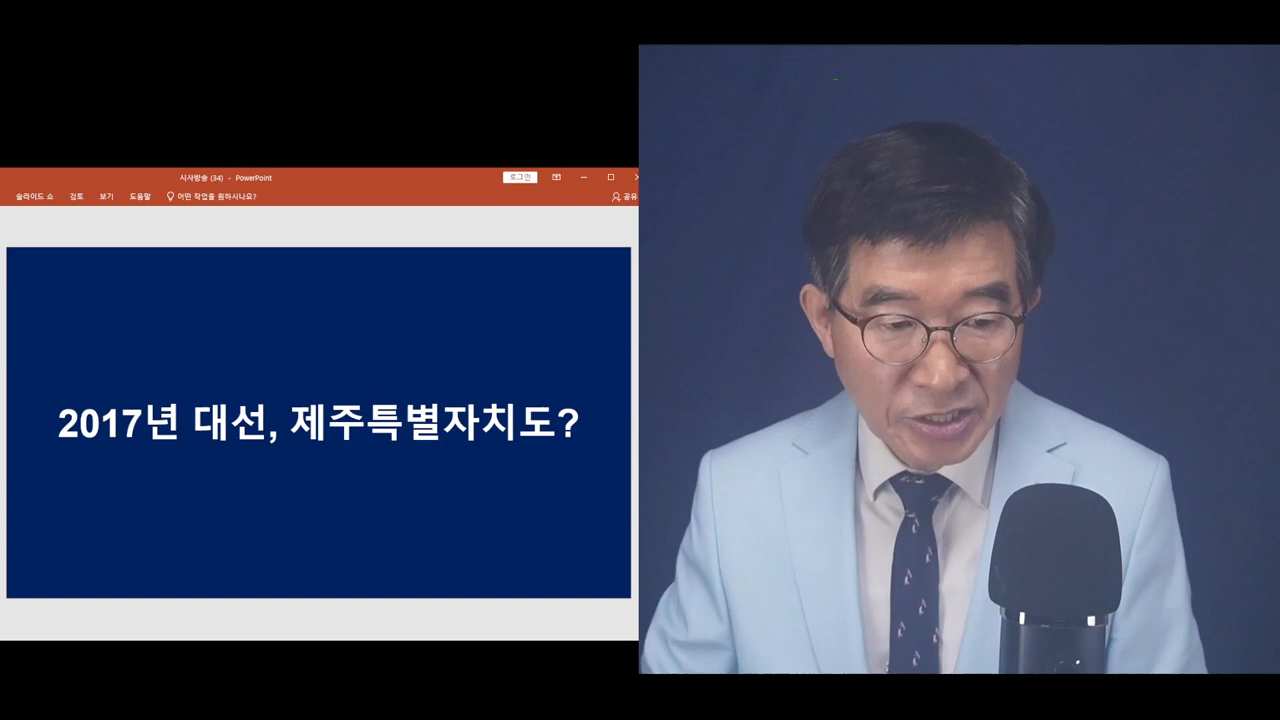 시사방송 (34) - PowerPoint
로그인
슬라이드 쇼 검토 보기 도움말 어떤 작업을 원하시나요? 공유
2017년 대선, 제주특별자치도?